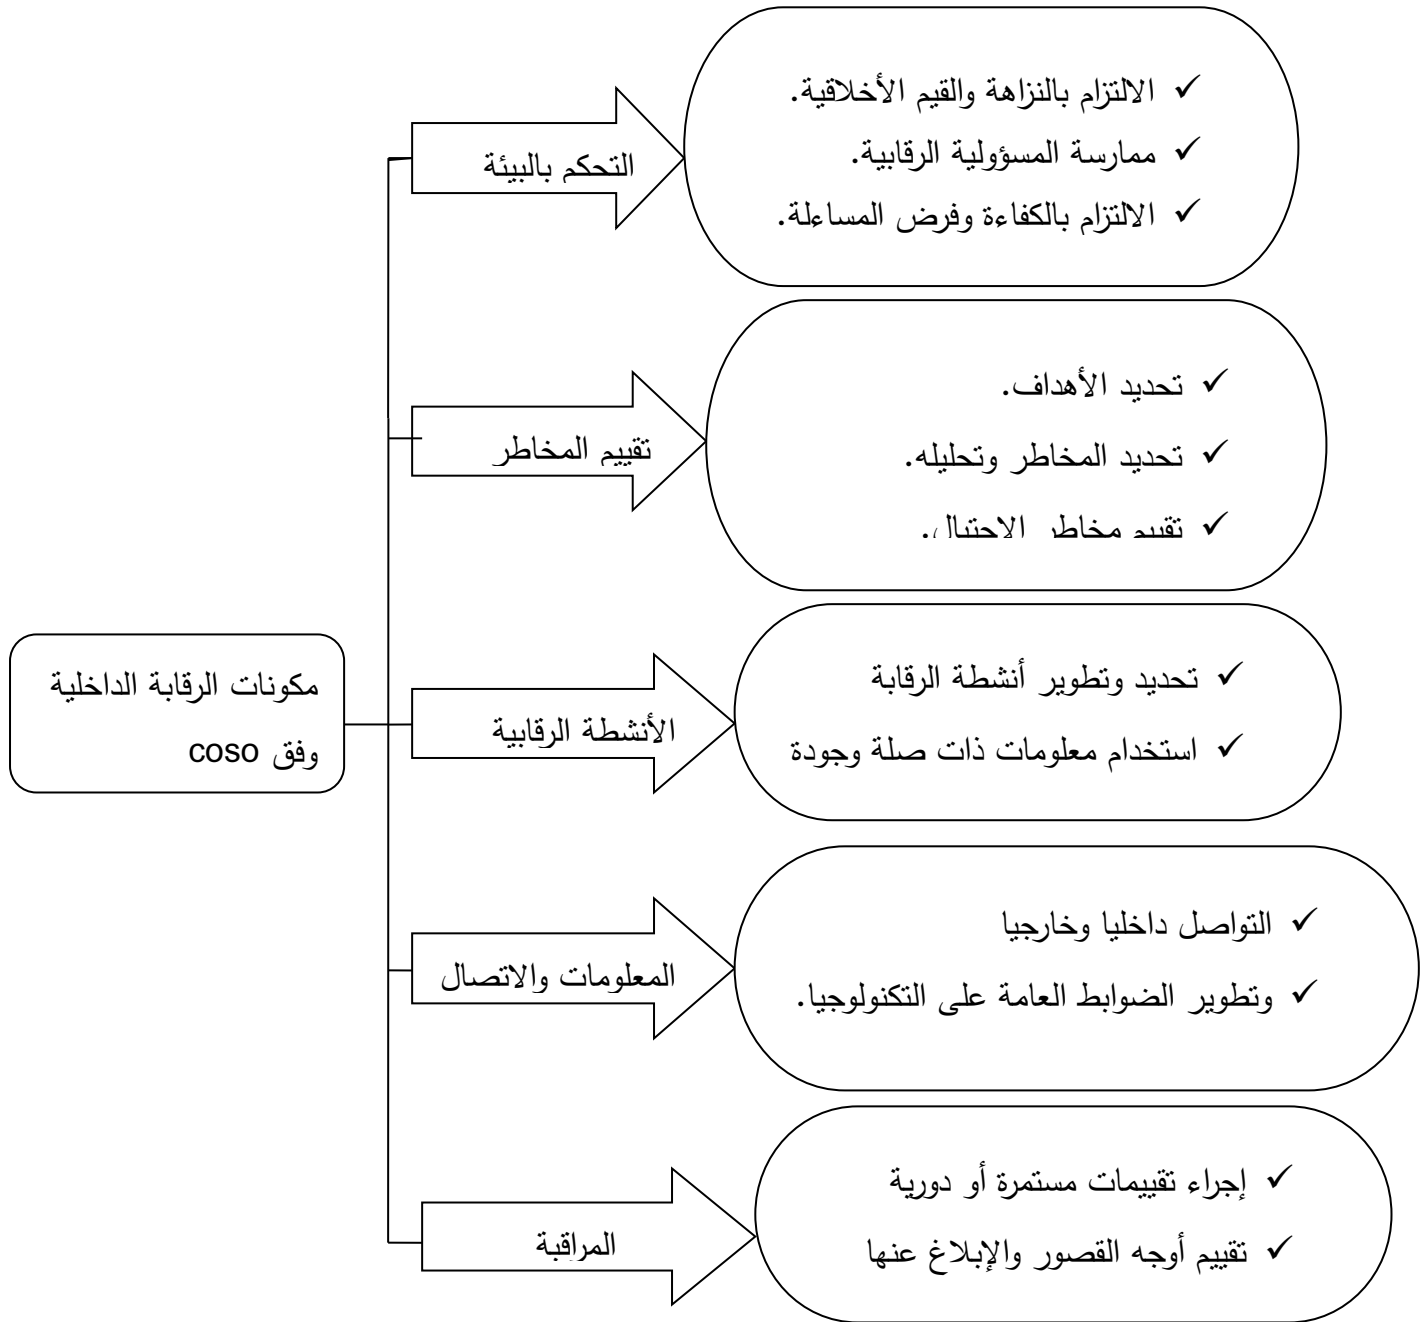 مكونات الرقابة الداخلية
وفق coso
التحكم بالبيئة
✓ الالتزام بالنزاهة والقيم الأخلاقية.
✓ ممارسة المسؤولية الرقابية.
✓ الالتزام بالكفاءة وفرض المساءلة.
تقييم المخاطر
✓ تحديد الأهداف.
✓ تحديد المخاطر وتحليله.
✓ تقييم مخاطر الاحتيال.
الأنشطة الرقابية
✓ تحديد وتطوير أنشطة الرقابة
✓ استخدام معلومات ذات صلة وجودة
المعلومات والاتصال
✓ التواصل داخليا وخارجيا
✓ وتطوير الضوابط العامة على التكنولوجيا.
المراقبة
✓ إجراء تقييمات مستمرة أو دورية
✓ تقييم أوجه القصور والإبلاغ عنها